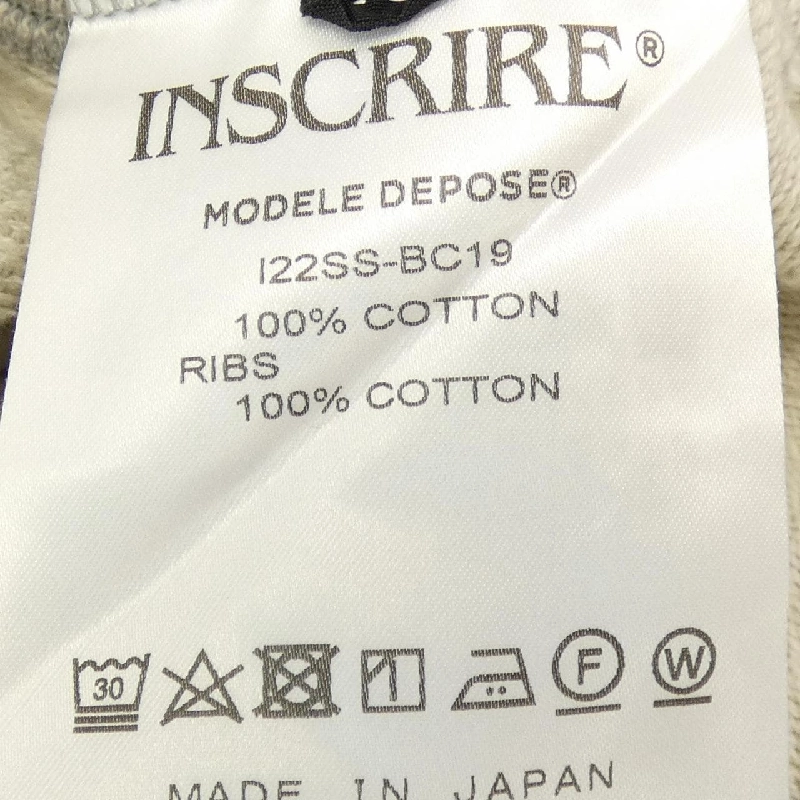 INSCRIRE®
MODELE DEPOSE®
I22SS-BC19
100% COTTON
RIBS
100% COTTON
30 F W
MADE IN JAPAN